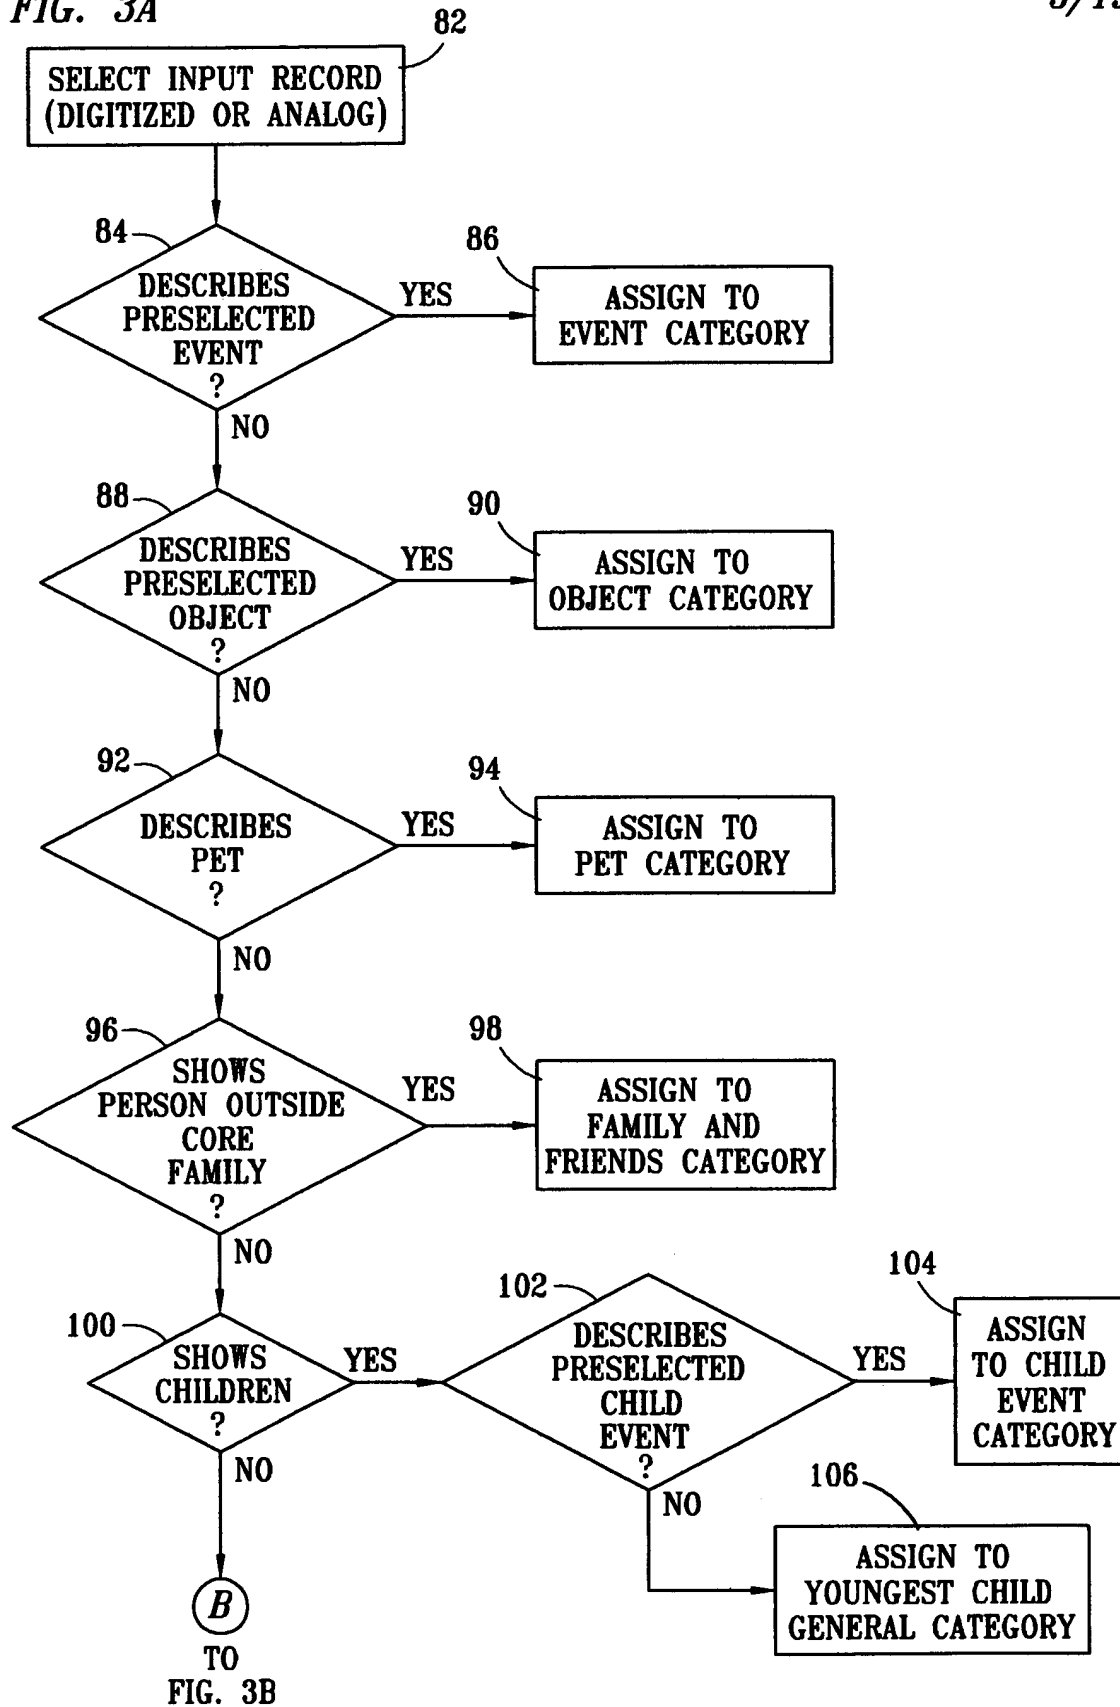 FIG. 3A
82
SELECT INPUT RECORD
(DIGITIZED OR ANALOG)
84
DESCRIBES
PRESELECTED
EVENT
?
YES
86
ASSIGN TO
EVENT CATEGORY
NO
88
DESCRIBES
PRESELECTED
OBJECT
?
YES
90
ASSIGN TO
OBJECT CATEGORY
NO
92
DESCRIBES
PET
?
YES
94
ASSIGN TO
PET CATEGORY
NO
96
SHOWS
PERSON OUTSIDE
CORE
FAMILY
?
YES
98
ASSIGN TO
FAMILY AND
FRIENDS CATEGORY
NO
100
SHOWS
CHILDREN
?
YES
102
DESCRIBES
PRESELECTED
CHILD
EVENT
?
YES
104
ASSIGN
TO CHILD
EVENT
CATEGORY
NO
106
ASSIGN TO
YOUNGEST CHILD
GENERAL CATEGORY
NO
B
TO
FIG. 3B